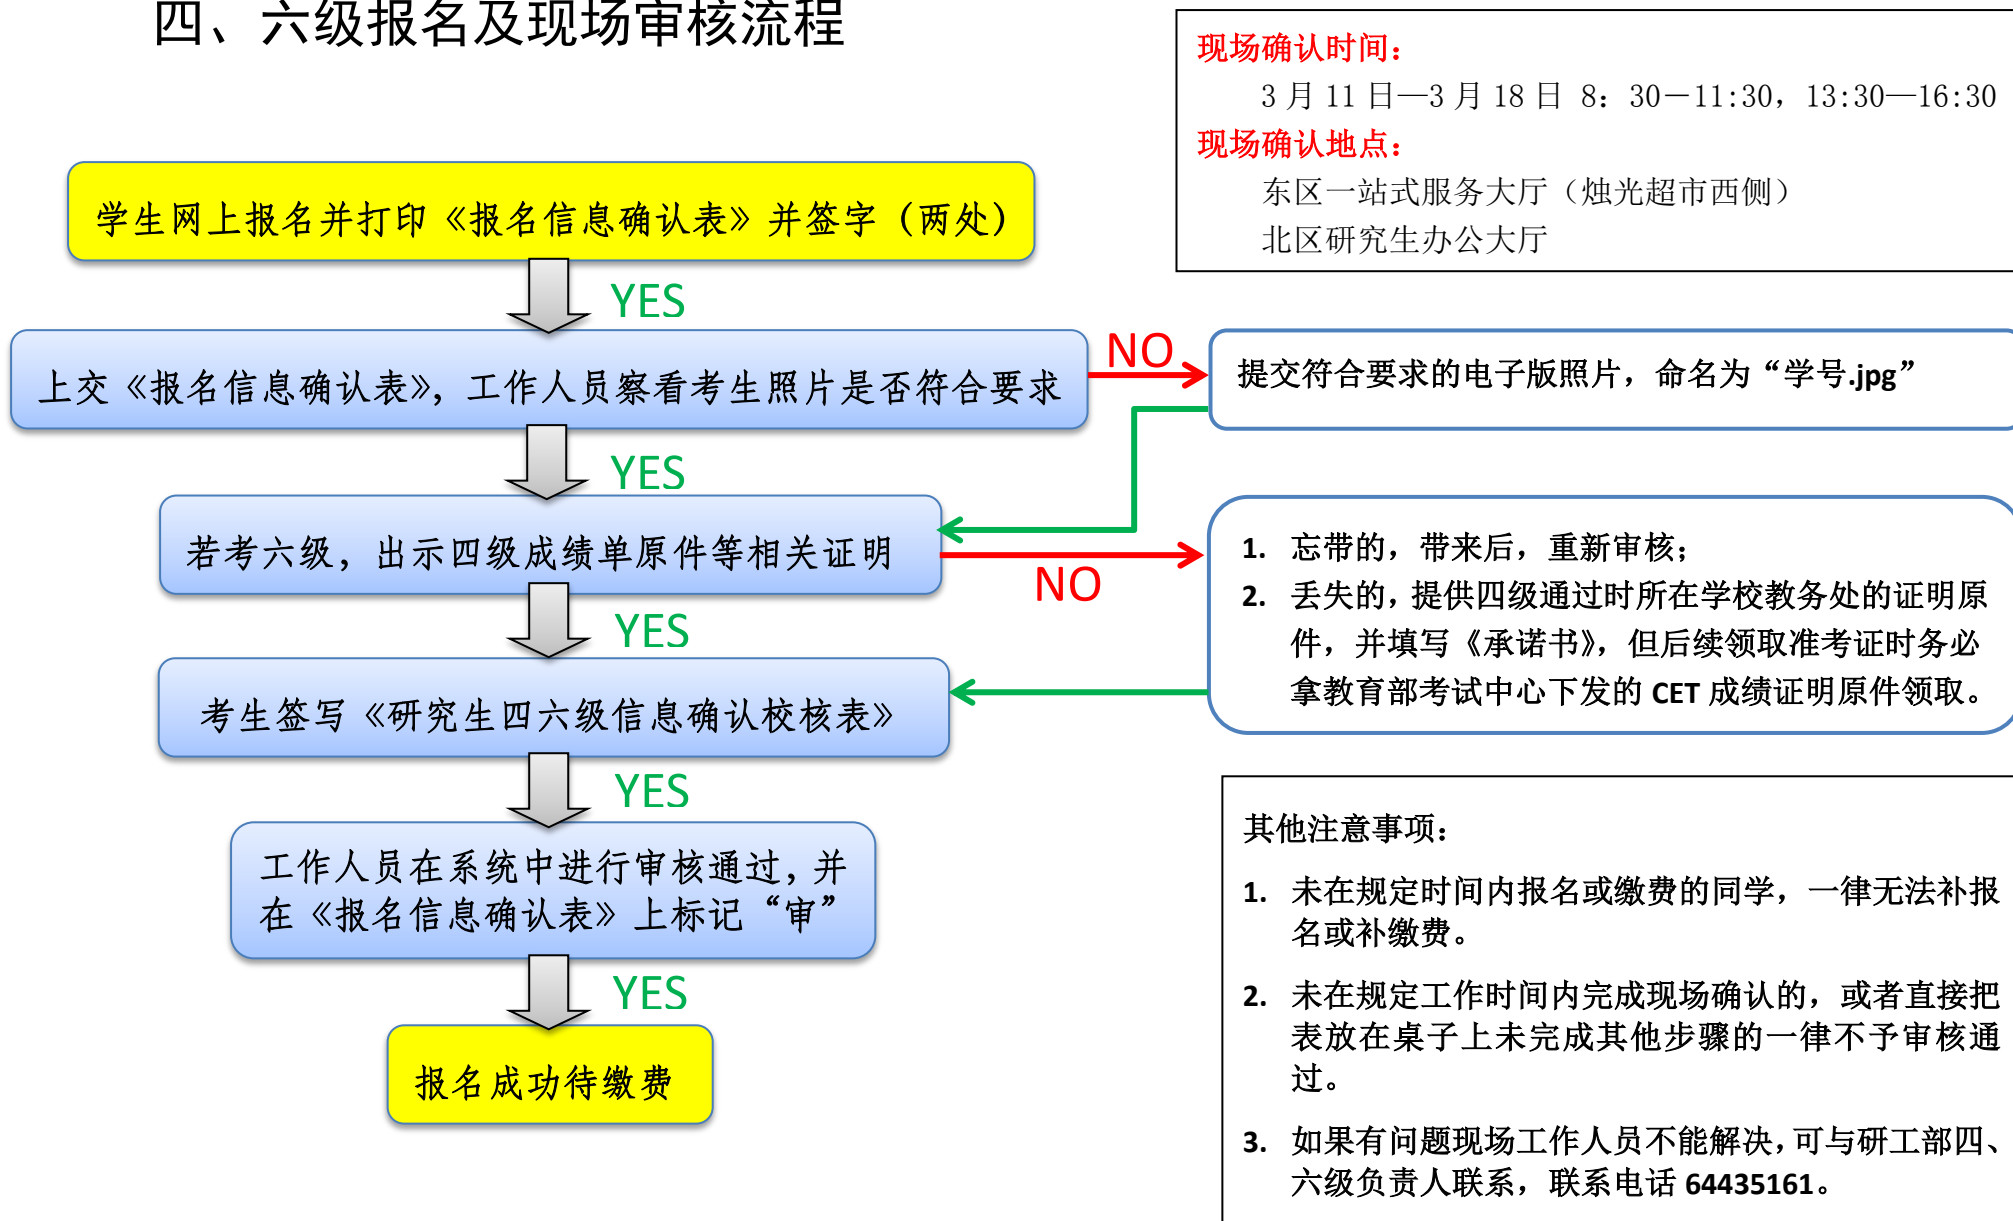 四、六级报名及现场审核流程
现场确认时间：
3月11日—3月18日 8：30－11:30，13:30—16:30
现场确认地点：
东区一站式服务大厅（烛光超市西侧）
北区研究生办公大厅
学生网上报名并打印《报名信息确认表》并签字（两处）
YES
上交《报名信息确认表》，工作人员察看考生照片是否符合要求
NO
提交符合要求的电子版照片，命名为“学号.jpg”
YES
若考六级，出示四级成绩单原件等相关证明
NO
1. 忘带的，带来后，重新审核；
2. 丢失的，提供四级通过时所在学校教务处的证明原
件，并填写《承诺书》，但后续领取准考证时务必
拿教育部考试中心下发的 CET 成绩证明原件领取。
YES
考生签写《研究生四六级信息确认校核表》
YES
工作人员在系统中进行审核通过，并
在《报名信息确认表》上标记“审”
YES
报名成功待缴费
其他注意事项：
1. 未在规定时间内报名或缴费的同学，一律无法补报
名或补缴费。
2. 未在规定工作时间内完成现场确认的，或者直接把
表放在桌子上未完成其他步骤的一律不予审核通
过。
3. 如果有问题现场工作人员不能解决，可与研工部四、
六级负责人联系，联系电话 64435161。